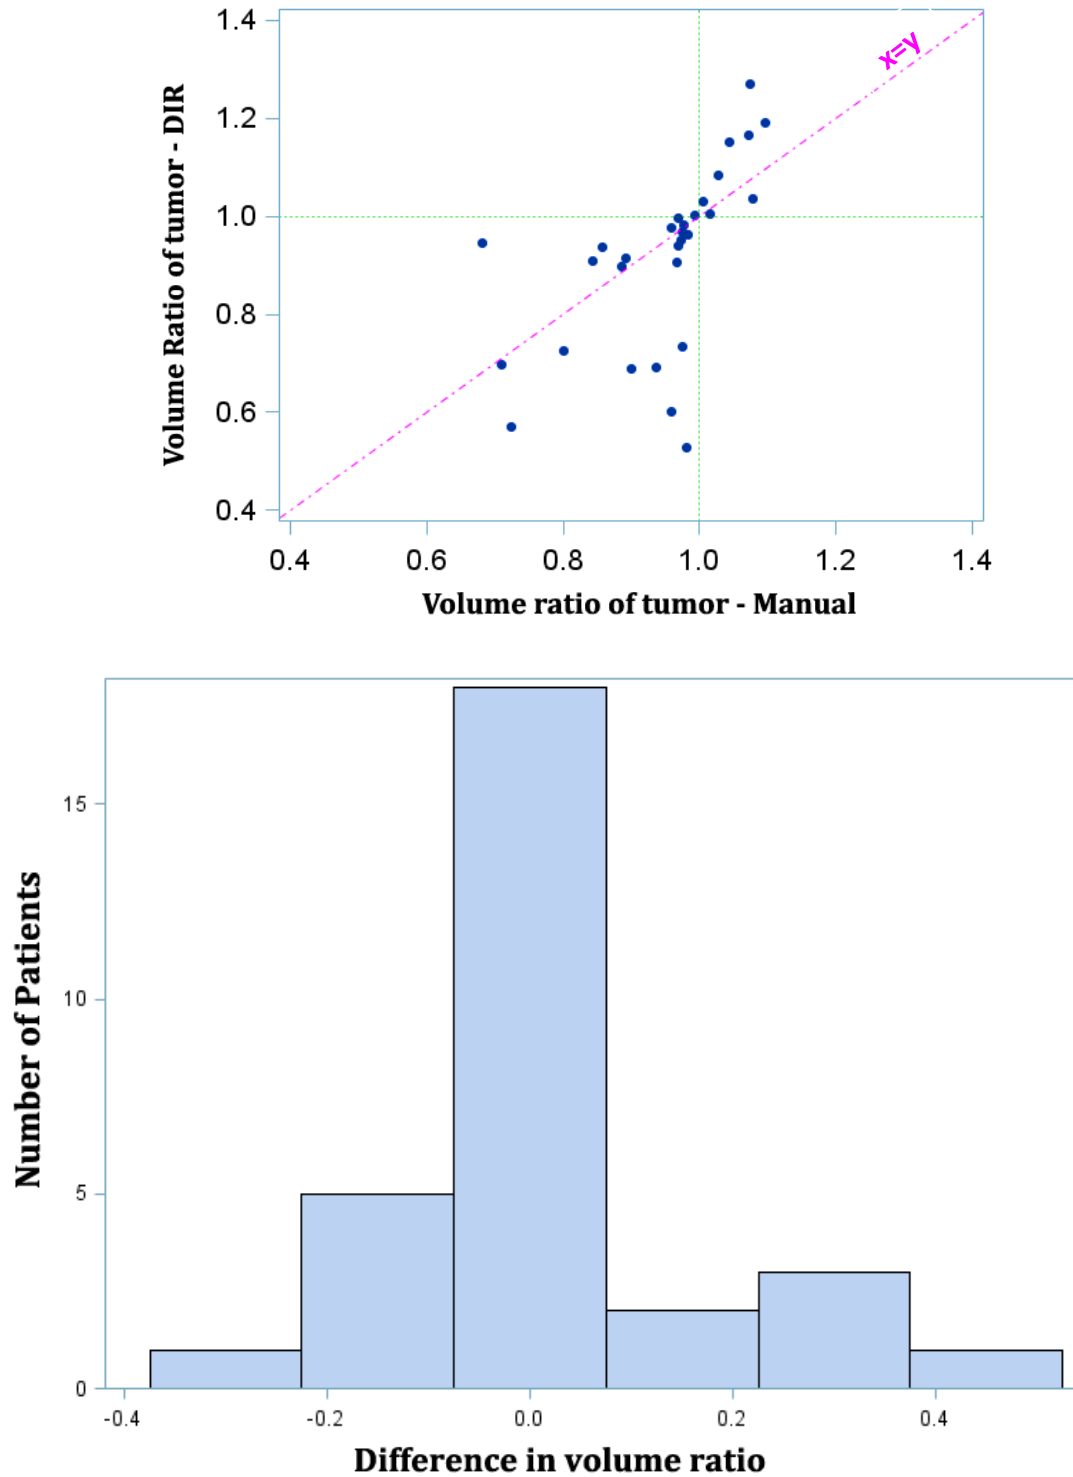 1.4
1.2
1.0
0.8
0.6
0.4
Volume Ratio of tumor - DIR
x=y
0.4 0.6 0.8 1.0 1.2 1.4
Volume ratio of tumor - Manual
15
10
5
0
Number of Patients
-0.4 -0.2 0.0 0.2 0.4
Difference in volume ratio